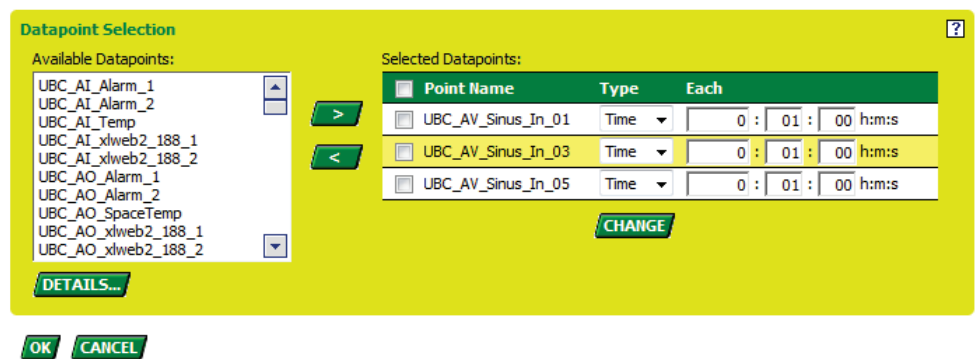 Datapoint Selection
?
Available Datapoints:
UBC_AI_Alarm_1
UBC_AI_Alarm_2
UBC_AI_Temp
UBC_AI_xlweb2_188_1
UBC_AI_xlweb2_188_2
UBC_AO_Alarm_1
UBC_AO_Alarm_2
UBC_AO_SpaceTemp
UBC_AO_xlweb2_188_1
UBC_AO_xlweb2_188_2
DETAILS...
>
<
Selected Datapoints:
Point Name Type Each
UBC_AV_Sinus_In_01 Time 0 : 01 : 00 h:m:s
UBC_AV_Sinus_In_03 Time 0 : 01 : 00 h:m:s
UBC_AV_Sinus_In_05 Time 0 : 01 : 00 h:m:s
CHANGE
OK CANCEL